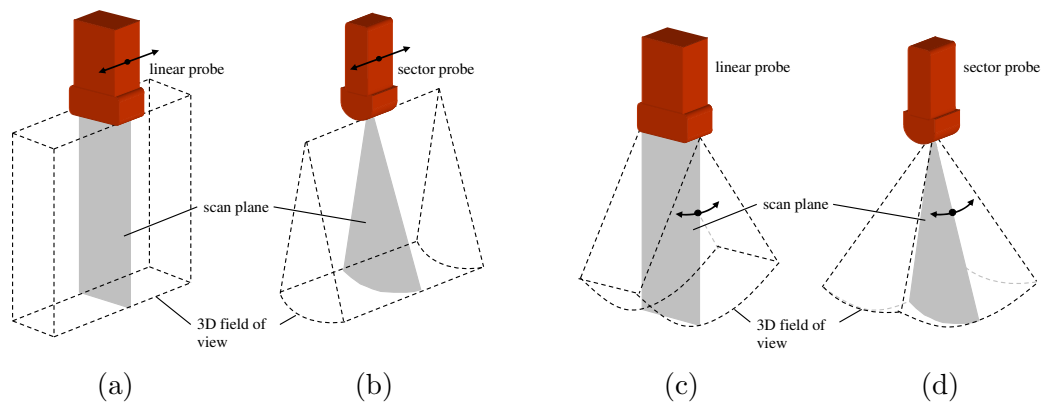 linear probe
sector probe
scan plane
3D field of
view
linear probe
sector probe
scan plane
3D field of
view
(a)
(b)
(c)
(d)